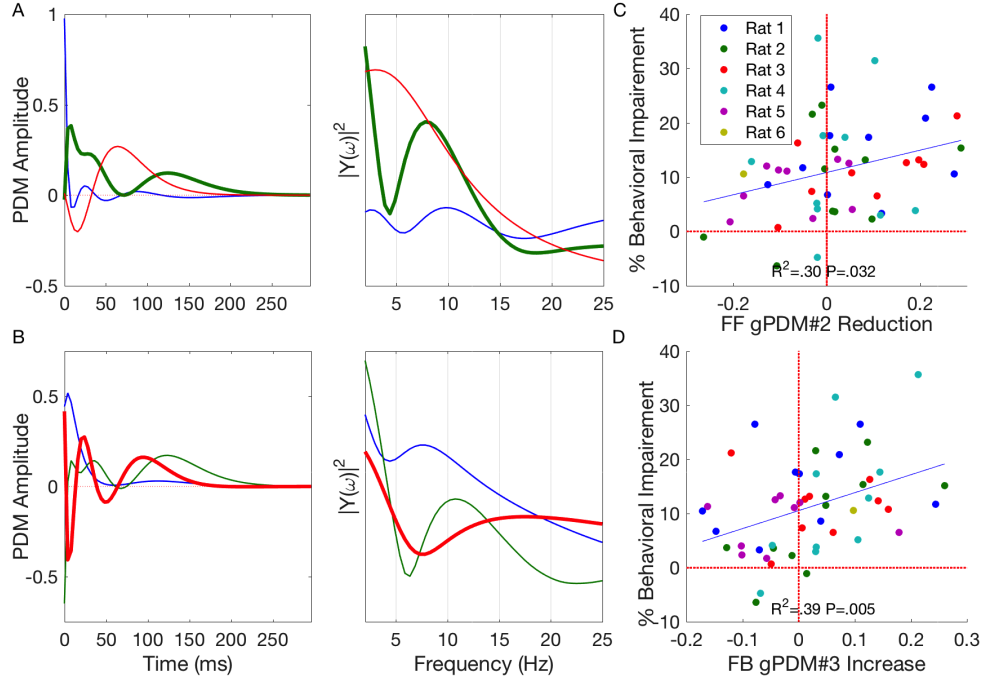 A
PDM Amplitude
1
0.5
0
-0.5
0 50 100 150 200 250
|Y(ω)|²
5 10 15 20 25
C
% Behavioral Impairement
40
30
20
10
0
-10
Rat 1
Rat 2
Rat 3
Rat 4
Rat 5
Rat 6
R²=.30 P=.032
-0.2 0 0.2
FF gPDM#2 Reduction
B
PDM Amplitude
0.5
0
-0.5
0 50 100 150 200 250
Time (ms)
|Y(ω)|²
5 10 15 20 25
Frequency (Hz)
D
% Behavioral Impairement
40
30
20
10
0
10
R²=.39 P=.005
-0.2 -0.1 0 0.1 0.2 0.3
FB gPDM#3 Increase